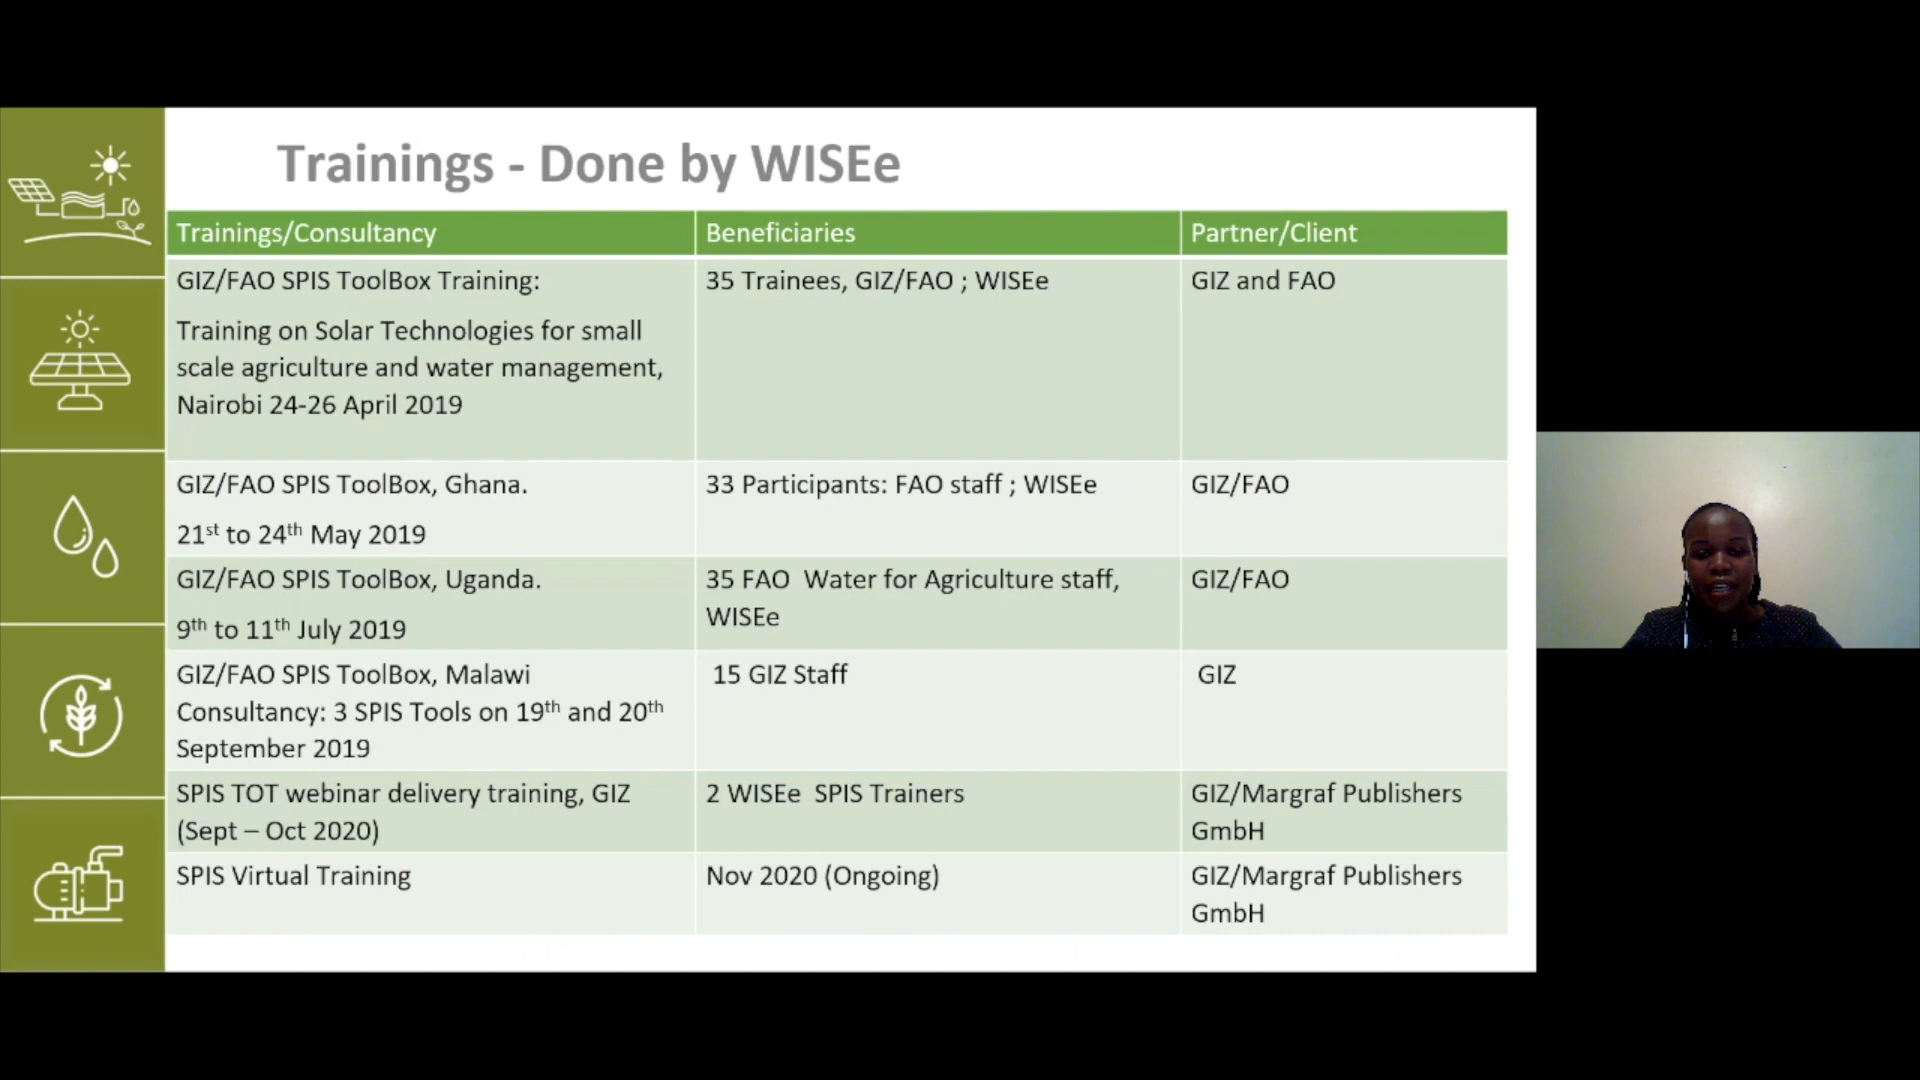 Trainings - Done by WISEe
Trainings/Consultancy
Beneficiaries
Partner/Client
GIZ/FAO SPIS ToolBox Training:
Training on Solar Technologies for small
scale agriculture and water management,
Nairobi 24-26 April 2019
35 Trainees, GIZ/FAO ; WISEe
GIZ and FAO
GIZ/FAO SPIS ToolBox, Ghana.
21st to 24th May 2019
33 Participants: FAO staff ; WISEe
GIZ/FAO
GIZ/FAO SPIS ToolBox, Uganda.
9th to 11th July 2019
35 FAO Water for Agriculture staff,
WISEe
GIZ/FAO
GIZ/FAO SPIS ToolBox, Malawi
Consultancy: 3 SPIS Tools on 19th and 20th
September 2019
15 GIZ Staff
GIZ
SPIS TOT webinar delivery training, GIZ
(Sept – Oct 2020)
2 WISEe SPIS Trainers
GIZ/Margraf Publishers
GmbH
SPIS Virtual Training
Nov 2020 (Ongoing)
GIZ/Margraf Publishers
GmbH